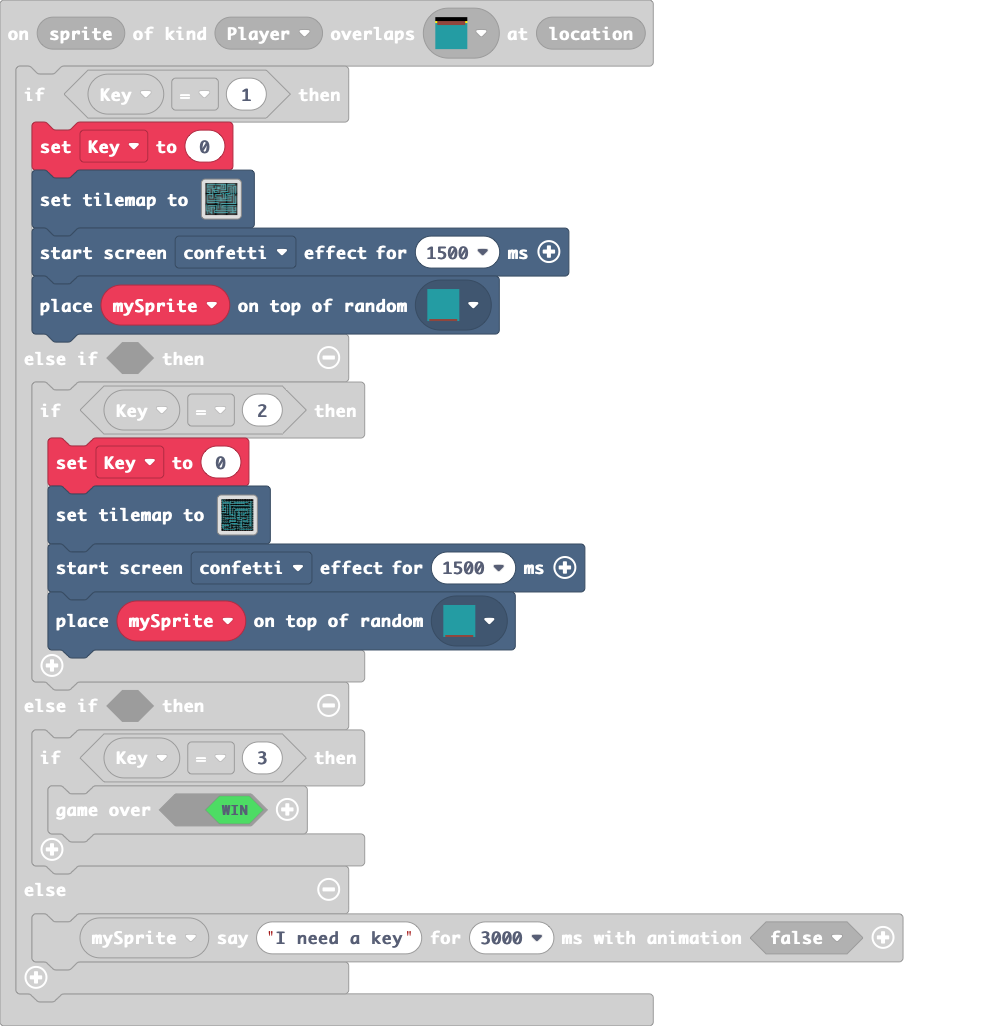 on sprite of kind Player overlaps at location
if Key = 1 then
set Key to 0
set tilemap to
start screen confetti effect for 1500 ms
place mySprite on top of random
else if then
if Key = 2 then
set Key to 0
set tilemap to
start screen confetti effect for 1500 ms
place mySprite on top of random
else if then
if Key = 3 then
game over WIN
else
mySprite say "I need a key" for 3000 ms with animation false